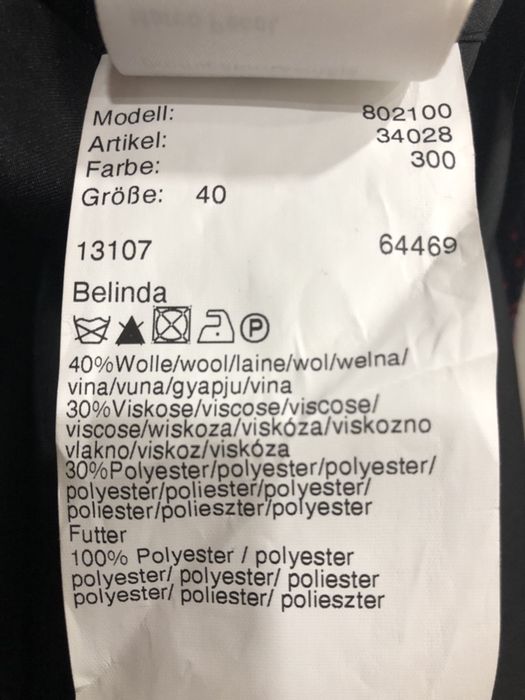 Modell: 802100
Artikel: 34028
Farbe: 300
Größe: 40
13107 64469
Belinda
P
40%Wolle/wool/laine/wol/welna/
vina/vuna/gyapju/vina
30%Viskose/viscose/viscose/
viscose/wiskoza/viskóza/viskozno
vlakno/viskoz/viskóza
30%Polyester/polyester/polyester/
polyester/poliester/polyester/
poliester/polieszter/polyester
Futter
100% Polyester / polyester
polyester/ polyester/ poliester
polyester/ poliester/ polieszter